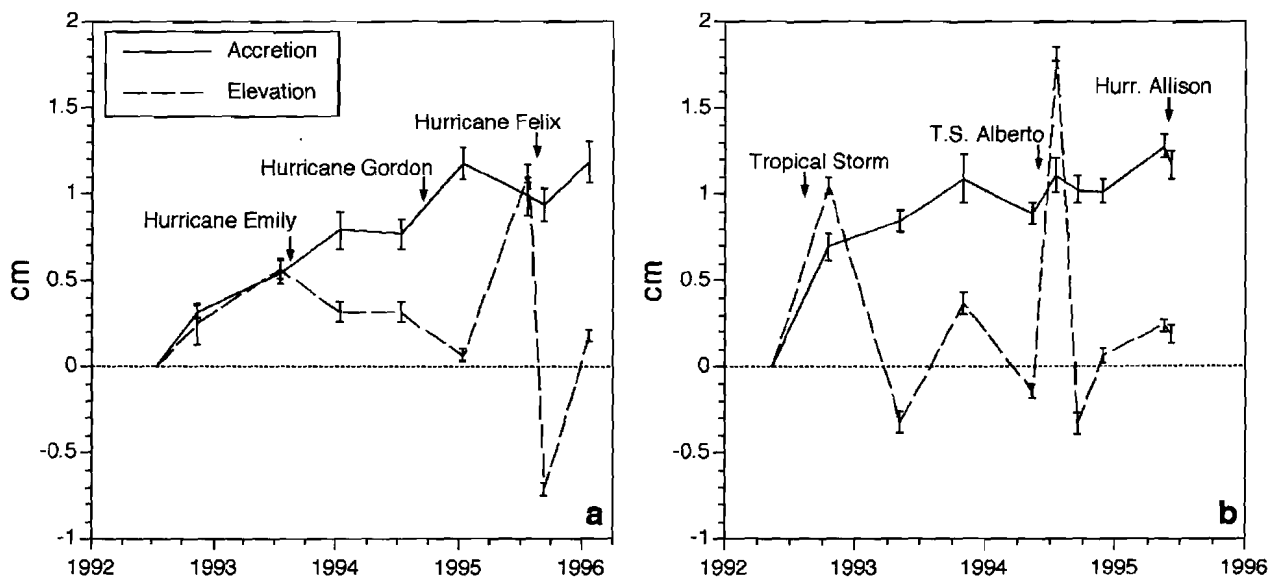 2
1.5
1
0.5
0
-0.5
-1
cm
Accretion
Elevation
Hurricane Felix
Hurricane Gordon
Hurricane Emily
a
1992
1993
1994
1995
1996
2
1.5
1
0.5
0
-0.5
-1
cm
Hurr. Allison
T.S. Alberto
Tropical Storm
b
1992
1993
1994
1995
1996